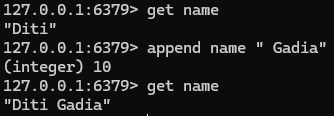 127.0.0.1:6379> get name
"Diti"
127.0.0.1:6379> append name " Gadia"
(integer) 10
127.0.0.1:6379> get name
"Diti Gadia"